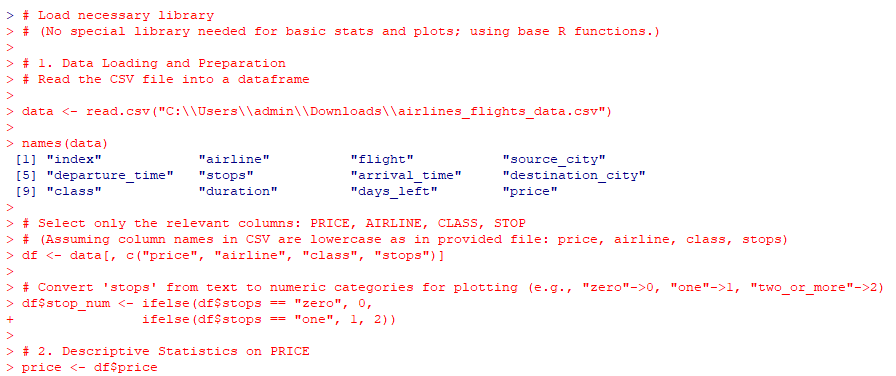 > # Load necessary library
> # (No special library needed for basic stats and plots; using base R functions.)
>
> # 1. Data Loading and Preparation
> # Read the CSV file into a dataframe
>
> data <- read.csv("C:\\Users\\admin\\Downloads\\airlines_flights_data.csv")
>
> names(data)
 [1] "index"            "airline"          "flight"           "source_city"
 [5] "departure_time"   "stops"            "arrival_time"     "destination_city"
 [9] "class"            "duration"         "days_left"        "price"
>
> # Select only the relevant columns: PRICE, AIRLINE, CLASS, STOP
> # (Assuming column names in CSV are lowercase as in provided file: price, airline, class, stops)
> df <- data[, c("price", "airline", "class", "stops")]
>
> # Convert 'stops' from text to numeric categories for plotting (e.g., "zero"->0, "one"->1, "two_or_more"->2)
> df$stop_num <- ifelse(df$stops == "zero", 0,
+                ifelse(df$stops == "one", 1, 2))
>
> # 2. Descriptive Statistics on PRICE
> price <- df$price